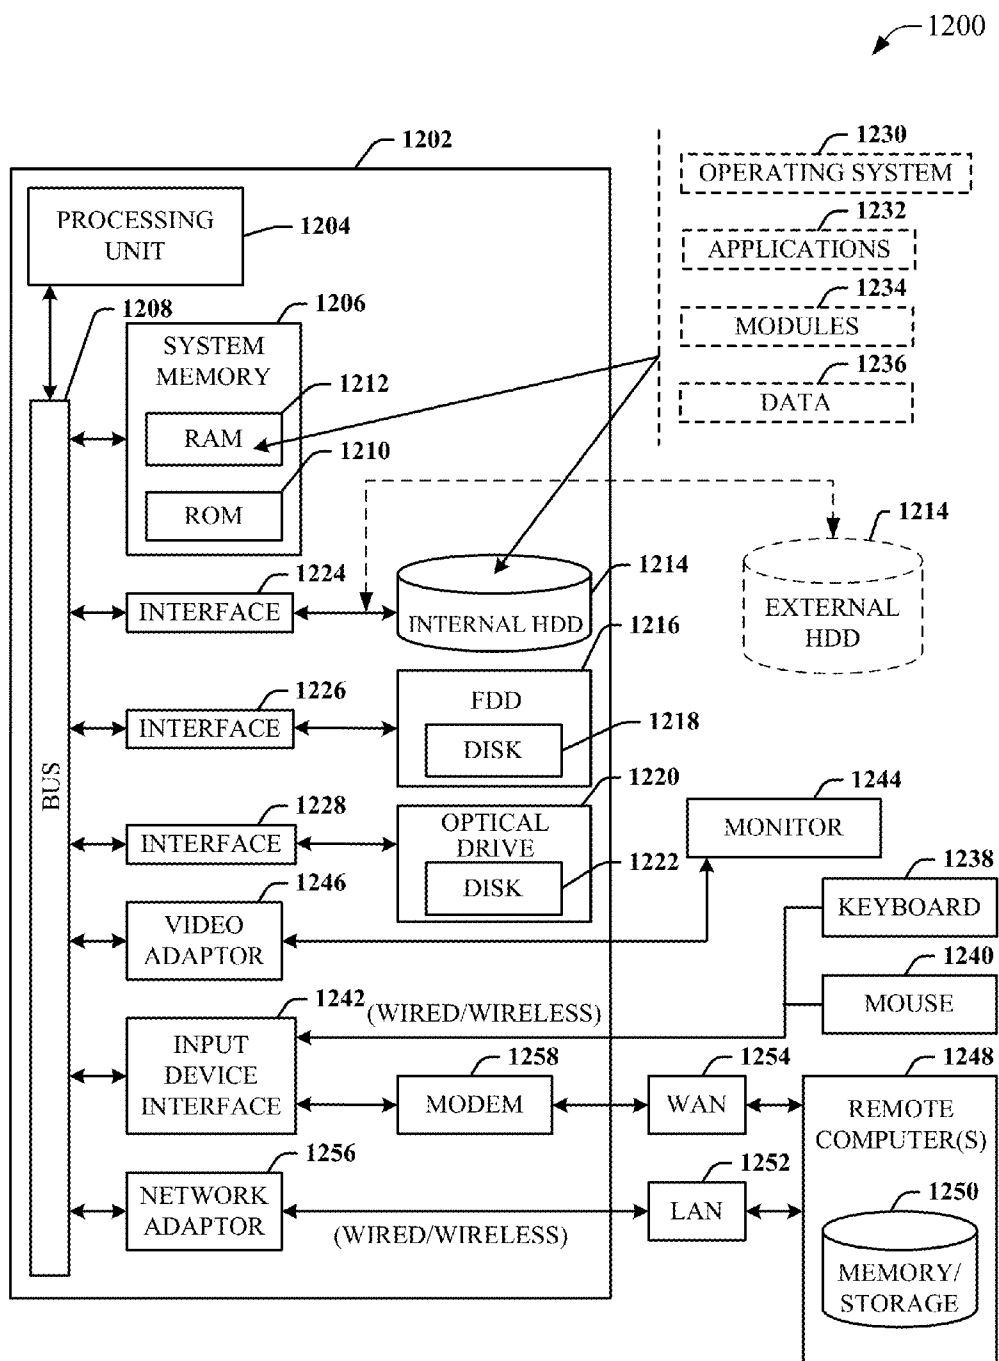 1200
1202
1230
OPERATING SYSTEM
PROCESSING
UNIT
1204
1232
APPLICATIONS
1208
1206
1234
MODULES
SYSTEM
MEMORY
1212
RAM
1236
DATA
1210
ROM
1214
EXTERNAL
HDD
1224
INTERFACE
1214
INTERNAL HDD
1216
FDD
1226
INTERFACE
1218
DISK
BUS
1220
OPTICAL
DRIVE
1228
INTERFACE
1222
DISK
1244
MONITOR
1246
VIDEO
ADAPTOR
1238
KEYBOARD
1240
MOUSE
1242
(WIRED/WIRELESS)
INPUT
DEVICE
INTERFACE
1258
MODEM
1254
WAN
1248
REMOTE
COMPUTER(S)
1256
NETWORK
ADAPTOR
(WIRED/WIRELESS)
1252
LAN
1250
MEMORY/
STORAGE